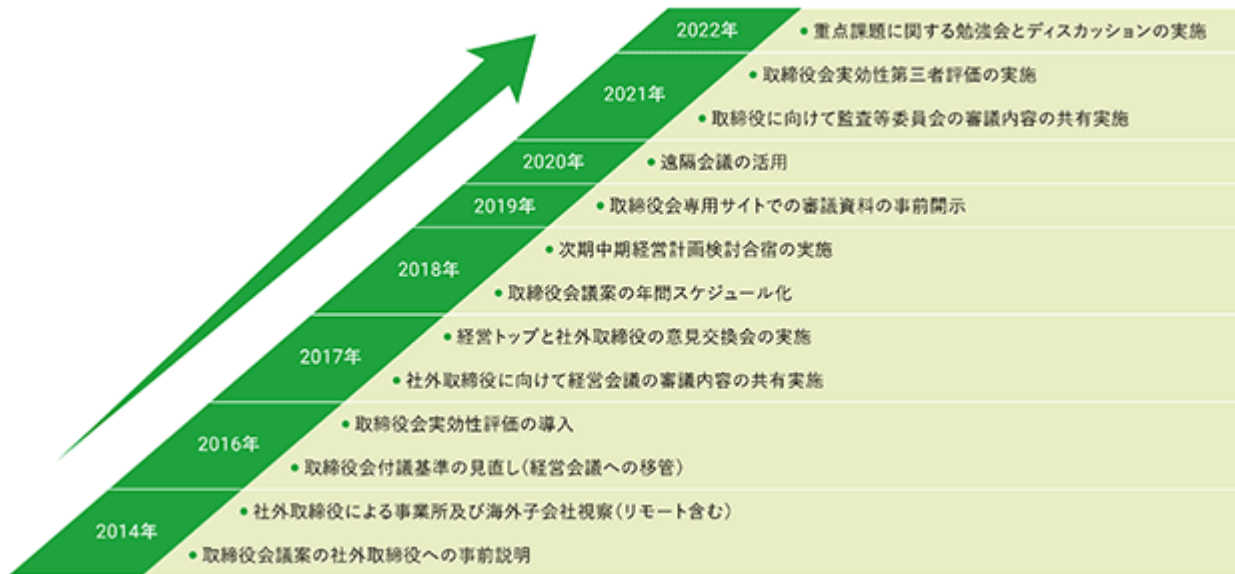 2022年
• 重点課題に関する勉強会とディスカッションの実施
2021年
• 取締役会実効性第三者評価の実施
• 取締役に向けて監査等委員会の審議内容の共有実施
2020年
• 遠隔会議の活用
2019年
• 取締役会専用サイトでの審議資料の事前開示
2018年
• 次期中期経営計画検討合宿の実施
• 取締役会議案の年間スケジュール化
2017年
• 経営トップと社外取締役の意見交換会の実施
• 社外取締役に向けて経営会議の審議内容の共有実施
2016年
• 取締役会実効性評価の導入
• 取締役会付議基準の見直し(経営会議への移管)
2014年
• 社外取締役による事業所及び海外子会社視察(リモート含む)
• 取締役会議案の社外取締役への事前説明